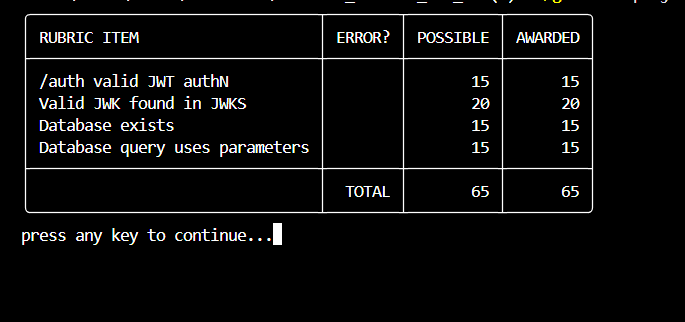 RUBRIC ITEM ERROR? POSSIBLE AWARDED
/auth valid JWT authN 15 15
Valid JWK found in JWKS 20 20
Database exists 15 15
Database query uses parameters 15 15
TOTAL 65 65
press any key to continue...